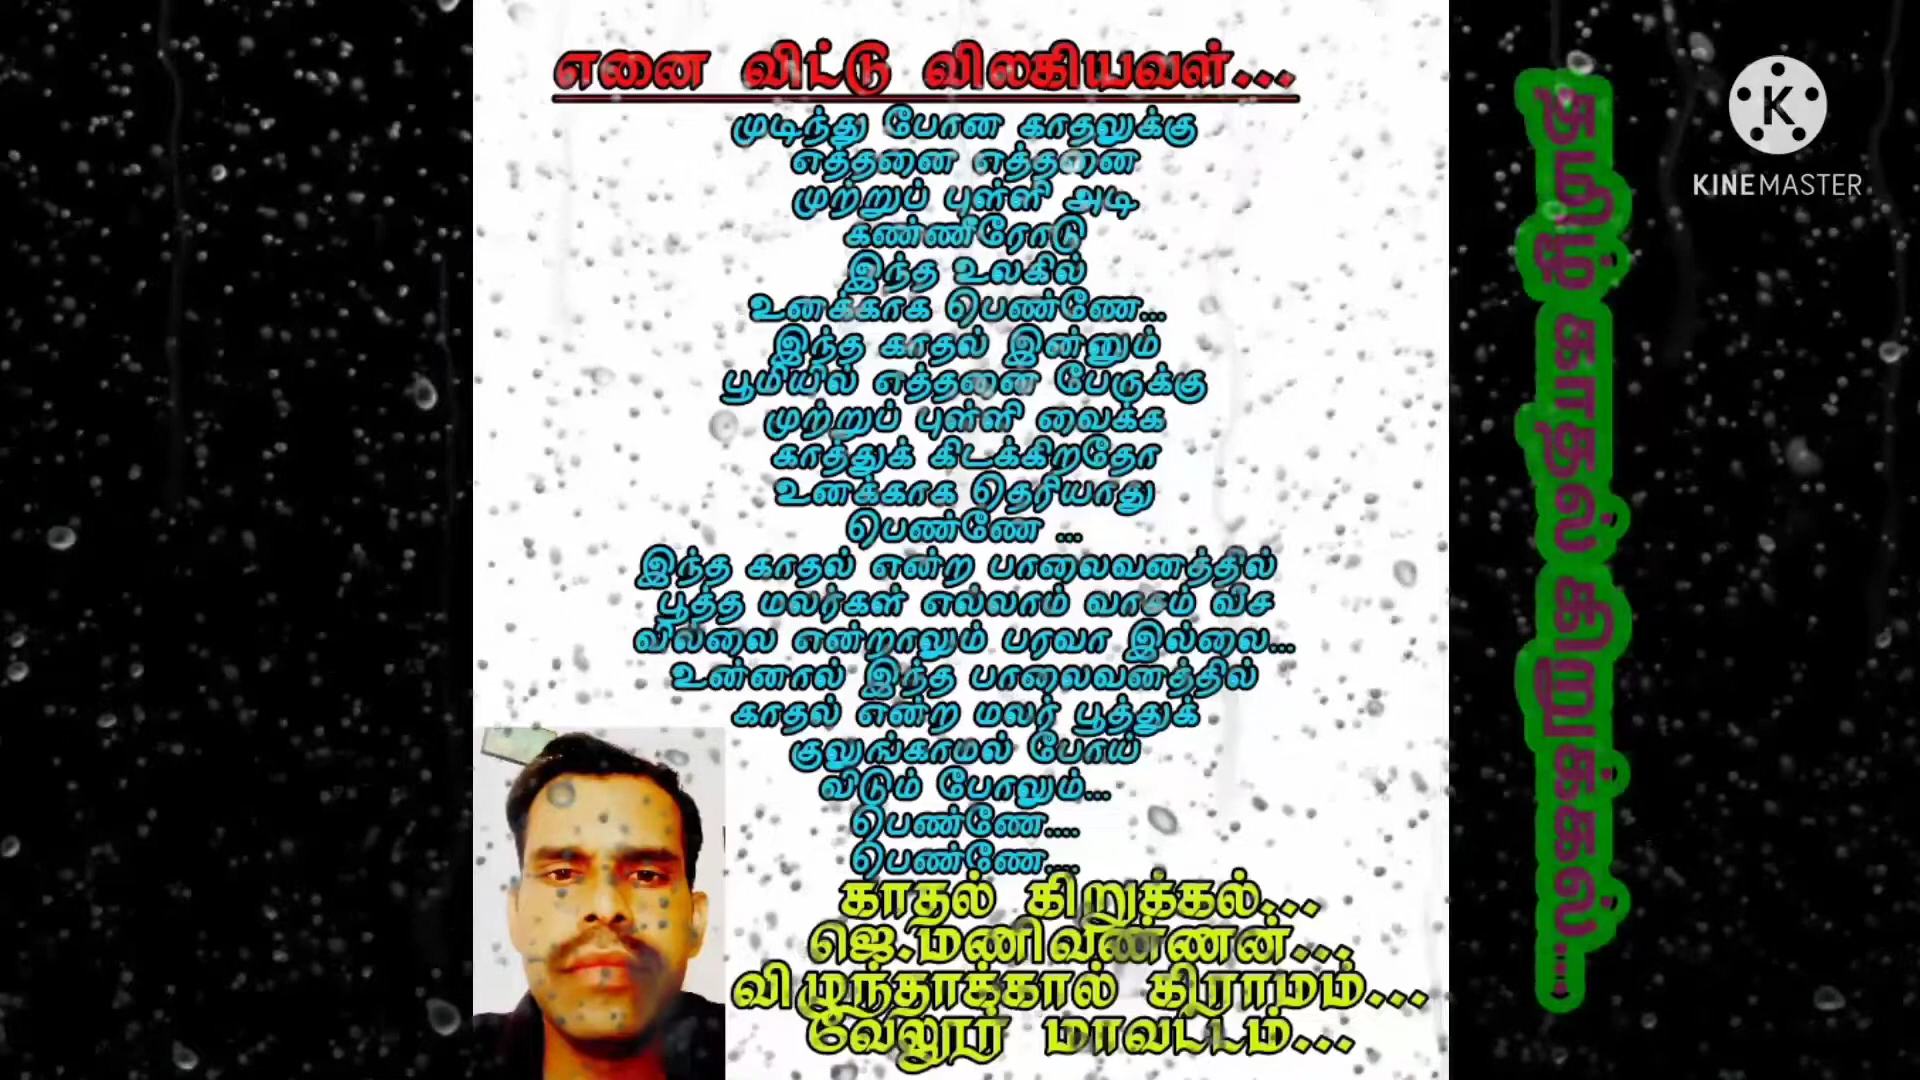 எனை விட்டு விலகியவள்...
முடிந்து போன காதலுக்கு
எத்தனை எத்தனை
முற்றுப் புள்ளி அடி
கண்ணீரோடு
இந்த உலகில்
உனக்காக பெண்ணே...
இந்த காதல் இன்னும்
பூமியில் எத்தனை பேருக்கு
முற்றுப் புள்ளி வைக்க
காத்துக் கிடக்கிறதோ
உனக்காக தெரியாது
பெண்ணே ...
இந்த காதல் என்ற பாலைவனத்தில்
பூத்த மலர்கள் எல்லாம் வாசம் வீச
வில்லை என்றாலும் பரவா இல்லை...
உன்னால் இந்த பாலைவனத்தில்
காதல் என்ற மலர் பூத்துக்
குலுங்காமல் போய்
விடும் போலும்...
பெண்ணே....
பெண்ணே....
காதல் கிறுக்கல்...
ஜெ.மணிவண்ணன்...
விழுந்தாக்கால் கிராமம்...
வேலூர் மாவட்டம்...
தமிழ் காதல் கிறுக்கல்...
K
KINEMASTER